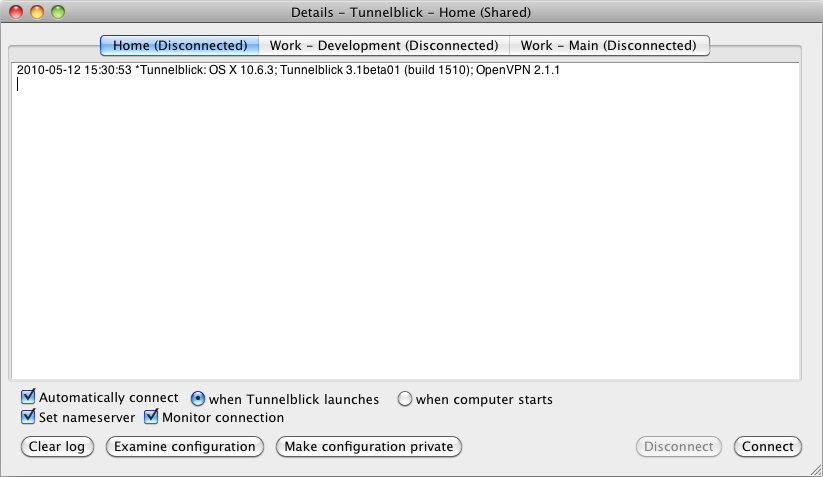 Details – Tunnelblick – Home (Shared)
Home (Disconnected) Work – Development (Disconnected) Work – Main (Disconnected)
2010-05-12 15:30:53 *Tunnelblick: OS X 10.6.3; Tunnelblick 3.1beta01 (build 1510); OpenVPN 2.1.1
Automatically connect when Tunnelblick launches when computer starts
Set nameserver Monitor connection
Clear log Examine configuration Make configuration private Disconnect Connect